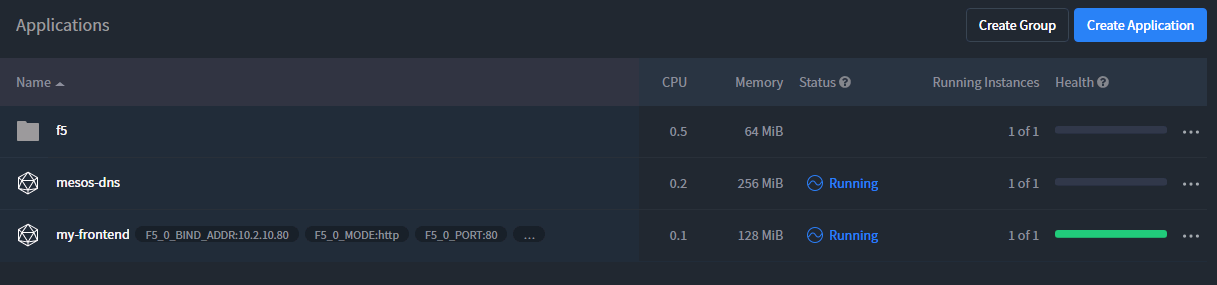 Applications Create Group Create Application
Name CPU Memory Status Running Instances Health
f5 0.5 64 MiB 1 of 1
mesos-dns 0.2 256 MiB Running 1 of 1
my-frontend F5_0_BIND_ADDR:10.2.10.80 F5_0_MODE:http F5_0_PORT:80 ... 0.1 128 MiB Running 1 of 1